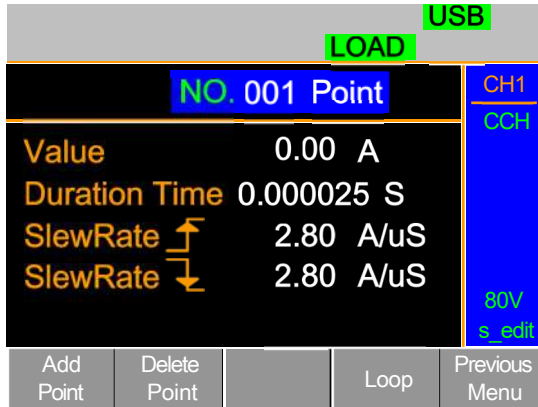 USB
LOAD
NO. 001 Point
CH1
CCH
Value 0.00 A
Duration Time 0.000025 S
SlewRate 2.80 A/uS
SlewRate 2.80 A/uS
80V
s_edit
Add Point
Delete Point
Loop
Previous Menu